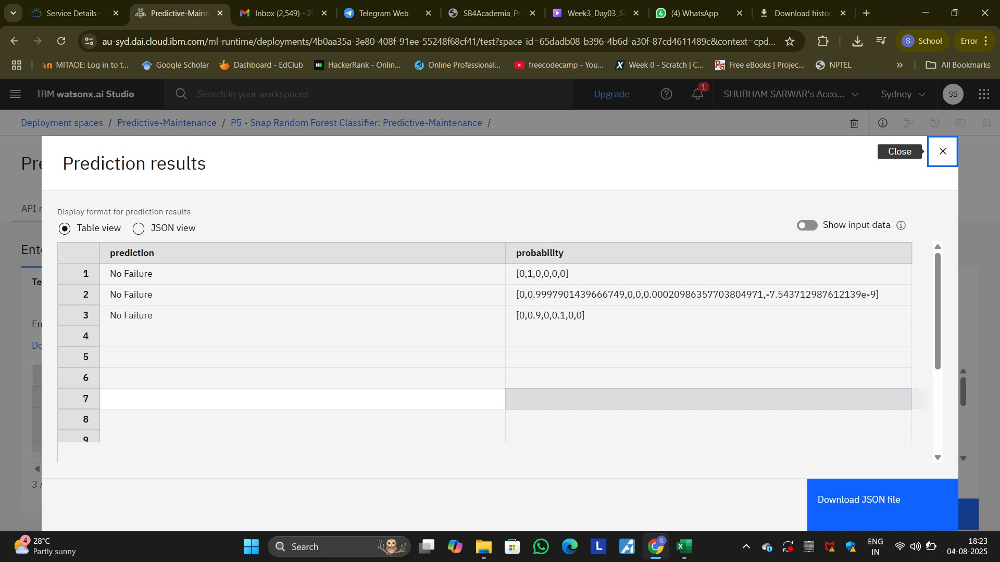 Service Details -
Predictive-Maint
Inbox (2,549) - 2
Telegram Web
SB4Academia_Pr
Week3_Day03_S
(4) WhatsApp
Download histor
au-syd.dai.cloud.ibm.com/ml-runtime/deployments/4b0aa35a-3e80-408f-91ee-55248f68cf41/test?space_id=65dadb08-b396-4b6d-a30f-87cd4611489c&context=cpd...
S School
Error
MITAOE: Log in to t...
Google Scholar
Dashboard - EdClub
HackerRank - Onlin...
Online Professional...
freecodecamp - You...
Week 0 - Scratch | C...
Free eBooks | Projec...
NPTEL
All Bookmarks
IBM watsonx.ai Studio
Search in your workspaces
Upgrade
1
SHUBHAM SARWAR's Acco...
Sydney
SS
Deployment spaces / Predictive-Maintenance / P5 - Snap Random Forest Classifier: Predictive-Maintenance /
Pre
Prediction results
Close
API r
Display format for prediction results
Table view
JSON view
Show input data
Ente
prediction probability
1 No Failure [0,1,0,0,0,0]
Te
2 No Failure [0,0.9997901439666749,0,0,0.00020986357703804971,-7.543712987612139e-9]
3 No Failure [0,0.9,0,0.1,0,0]
En
4
Do
5
6
7
8
9
3 r
Download JSON file
4
28°C
Partly sunny
Search
L
S
ENG
IN
18:23
04-08-2025